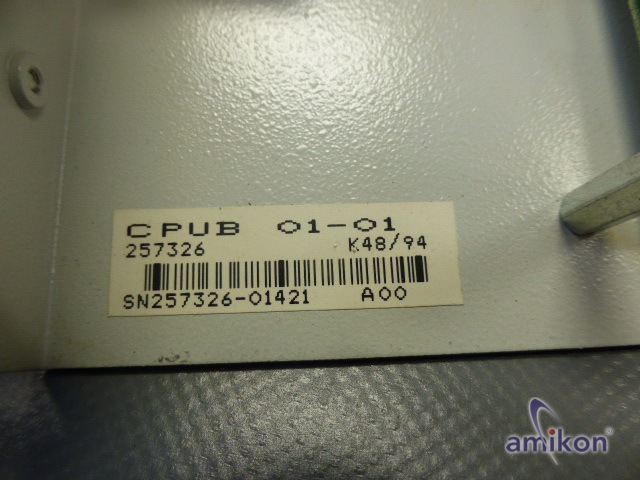 CPUB 01-01
257326 K48/94
SN257326-01421 A00
amikon®